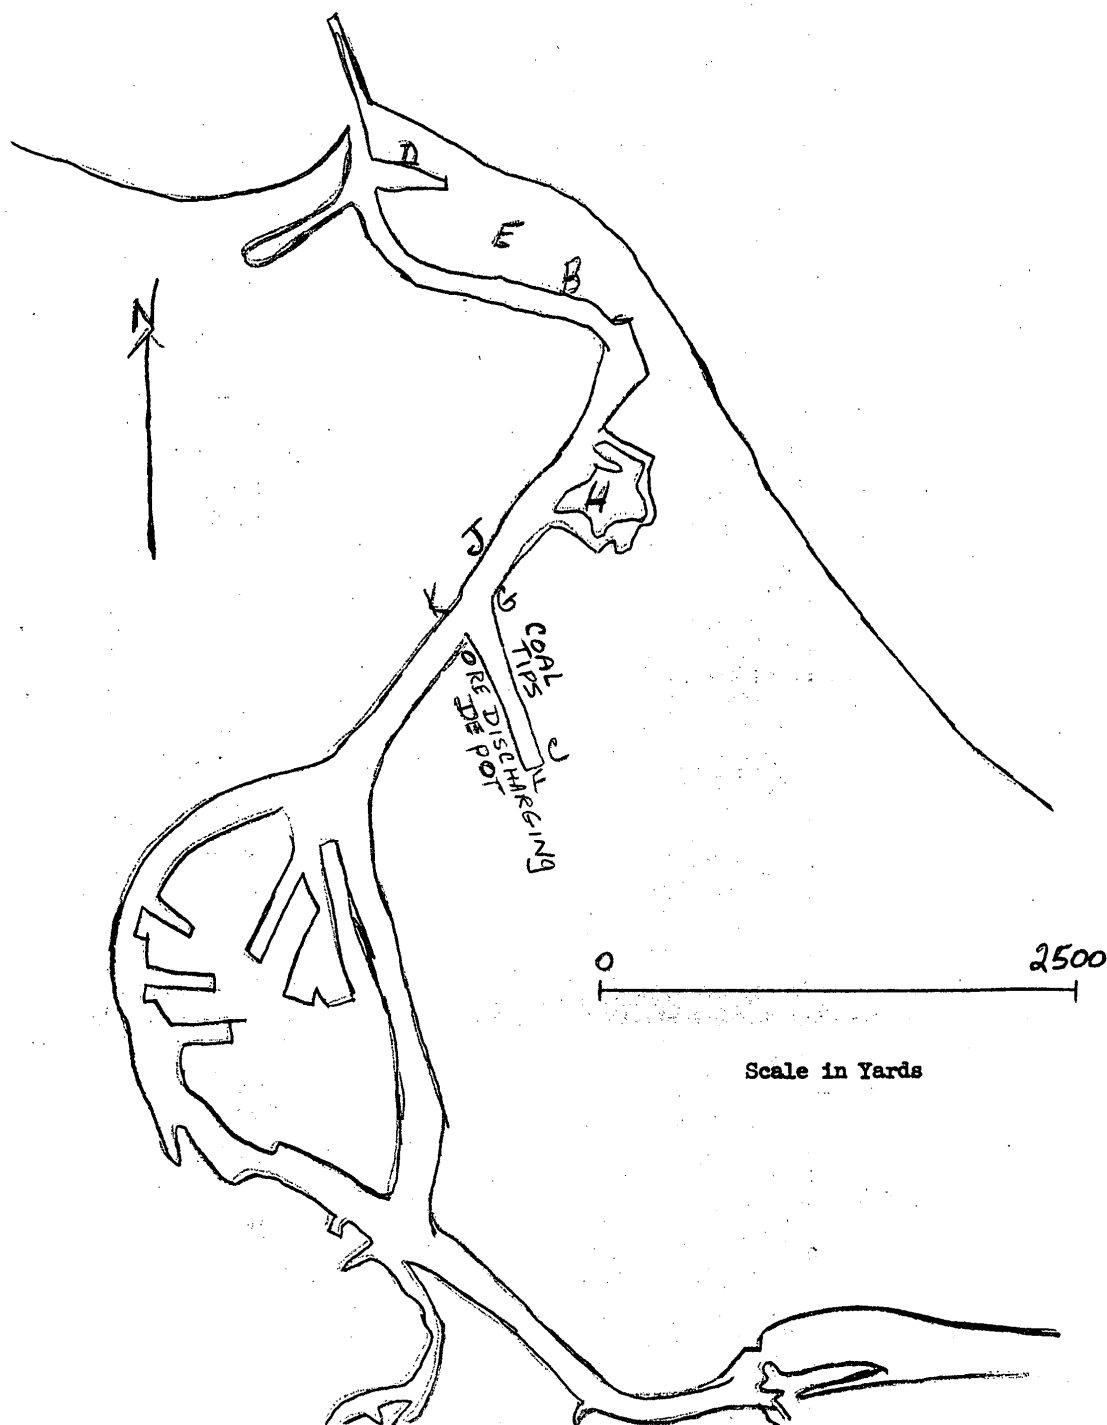 D
E
B
N
H
J
K
G
COAL
TIPS
ORE DISCHARGING
DEPOT
C
F
0 2500
Scale in Yards